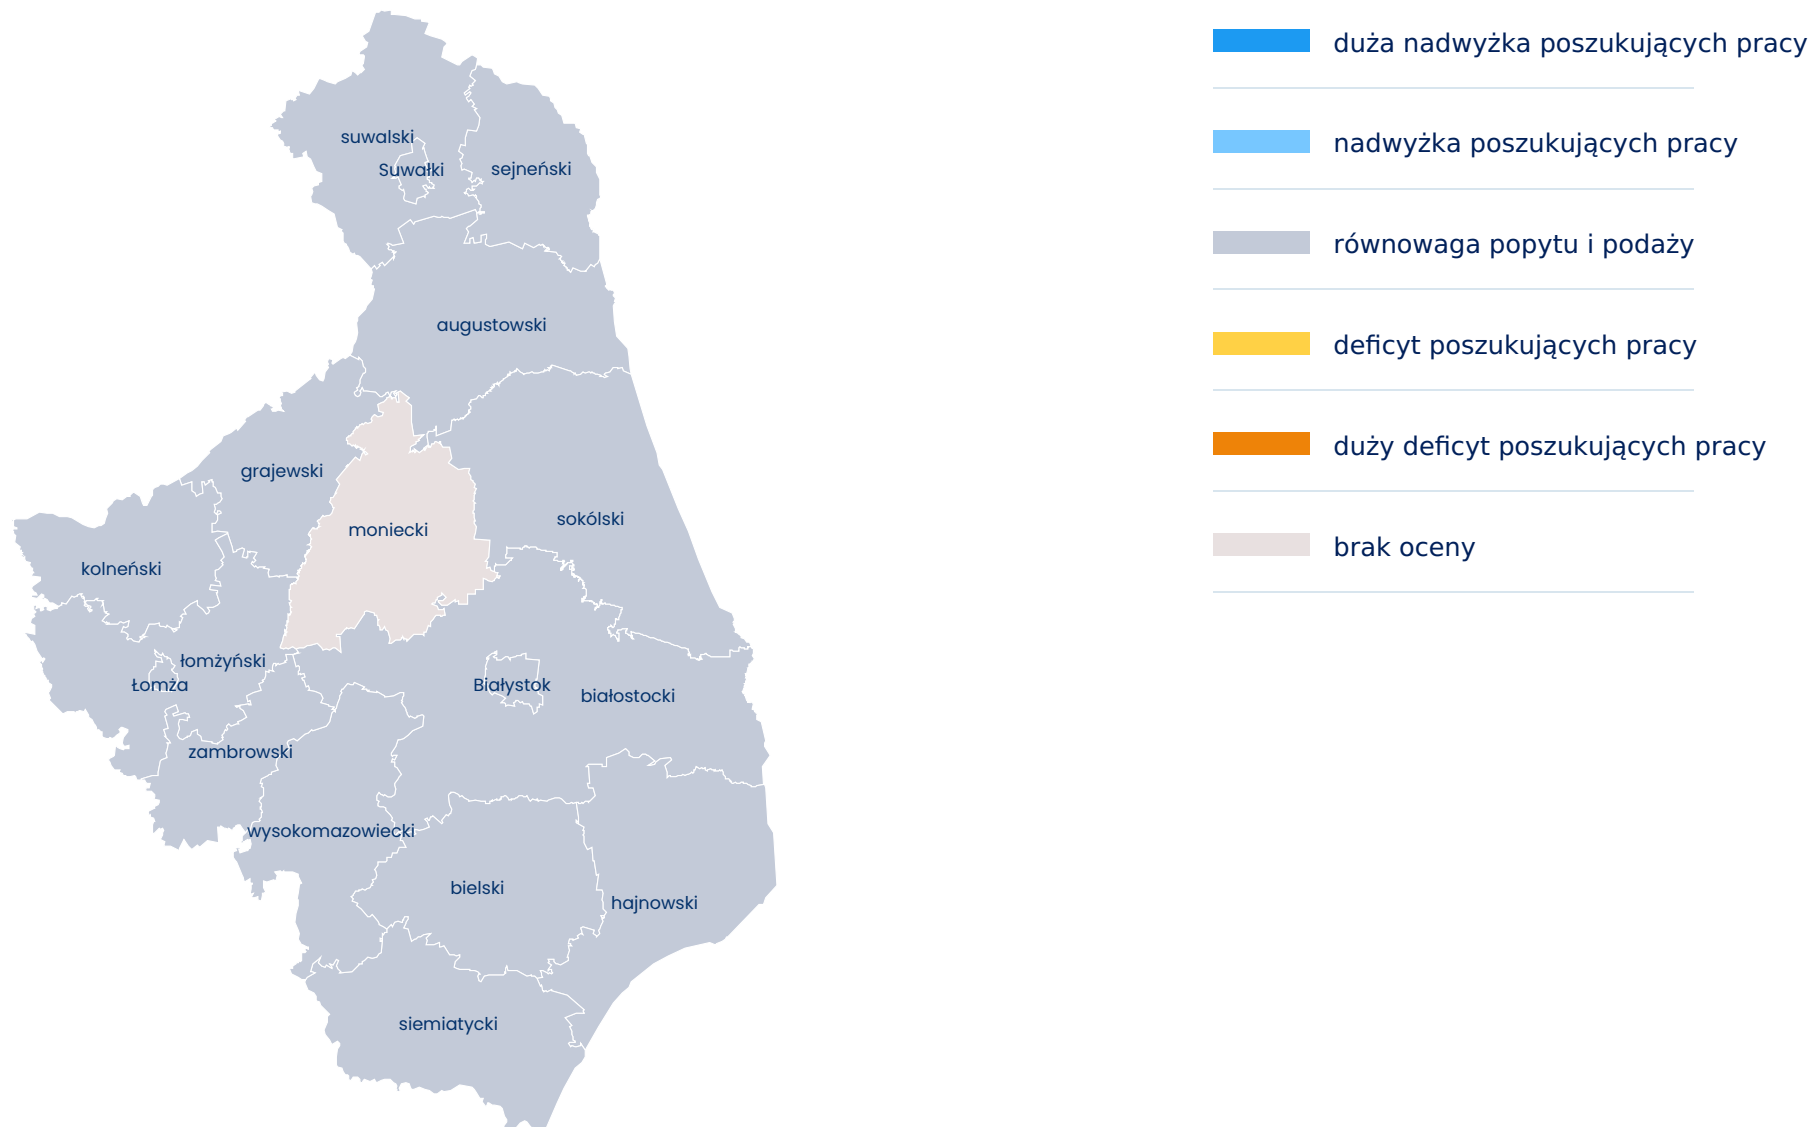 suwalski
Suwałki
sejneński
augustowski
grajewski
sokólski
moniecki
kolneński
łomżyński
Łomża
Białystok
białostocki
zambrowski
wysokomazowiecki
bielski
hajnowski
siemiatycki
duża nadwyżka poszukujących pracy
nadwyżka poszukujących pracy
równowaga popytu i podaży
deficyt poszukujących pracy
duży deficyt poszukujących pracy
brak oceny